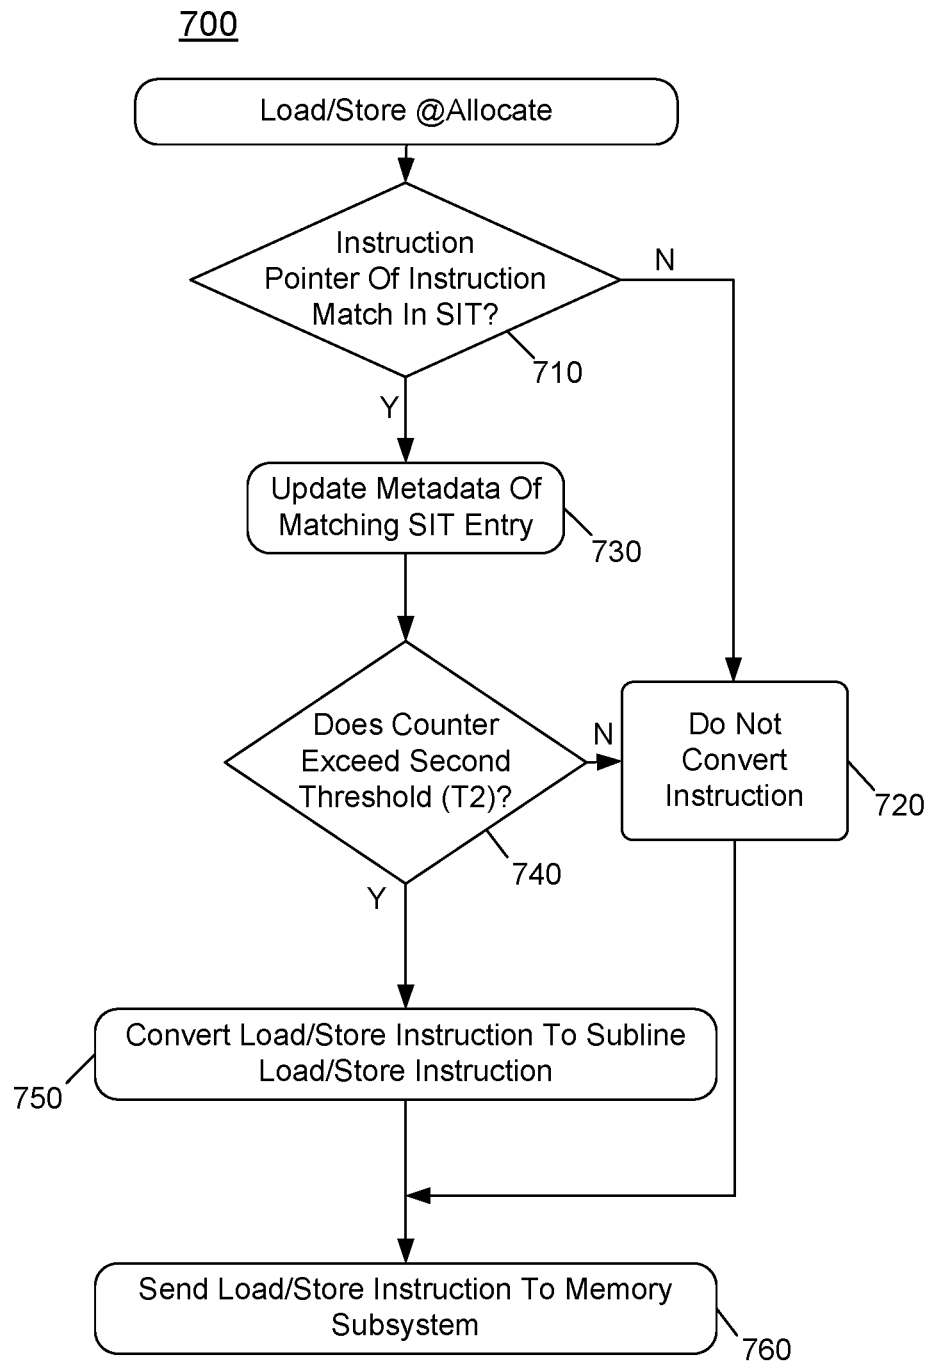 700
Load/Store @Allocate
Instruction
Pointer Of Instruction
Match In SIT?
N
710
Y
Update Metadata Of
Matching SIT Entry
730
Does Counter
Exceed Second
Threshold (T2)?
N
Do Not
Convert
Instruction
720
740
Y
Convert Load/Store Instruction To Subline
Load/Store Instruction
750
Send Load/Store Instruction To Memory
Subsystem
760